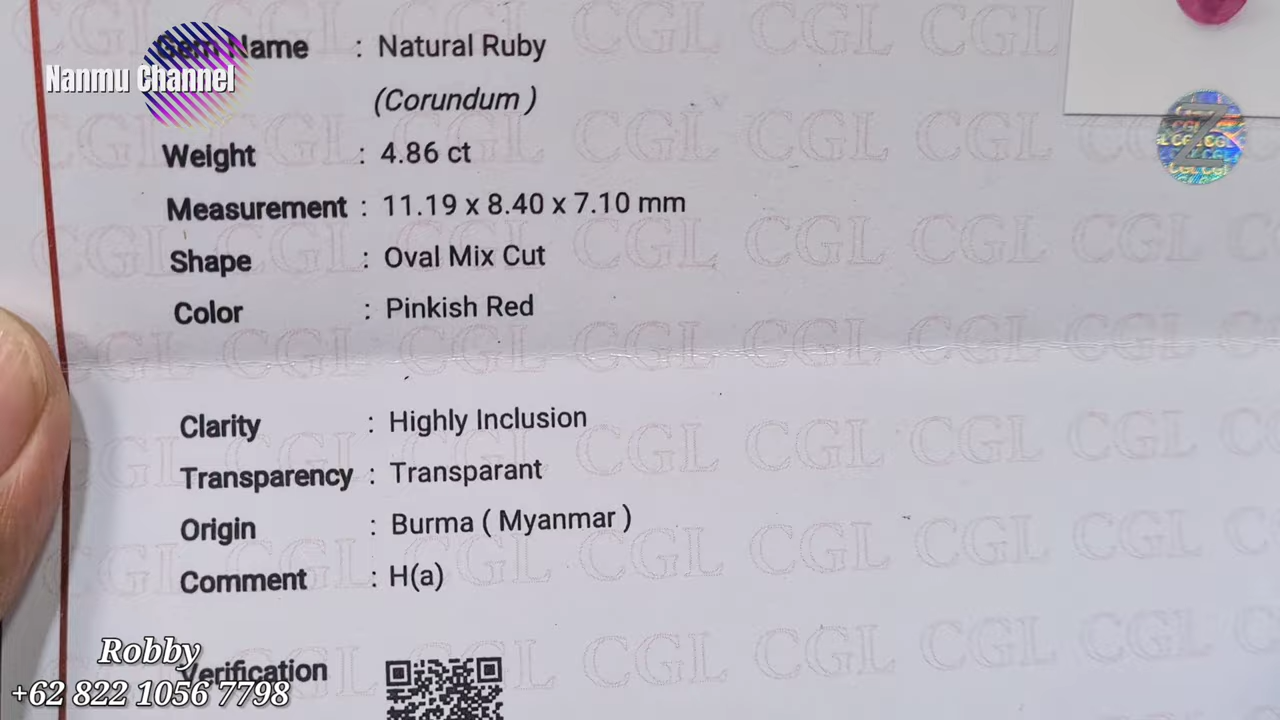 Gem Name : Natural Ruby
(Corundum )
Nanmu Channel
Weight : 4.86 ct
Measurement : 11.19 x 8.40 x 7.10 mm
Shape : Oval Mix Cut
Color : Pinkish Red
Clarity : Highly Inclusion
Transparency : Transparant
Origin : Burma ( Myanmar )
Comment : H(a)
Verification
Robby
+62 822 1056 7798
CGL
Z